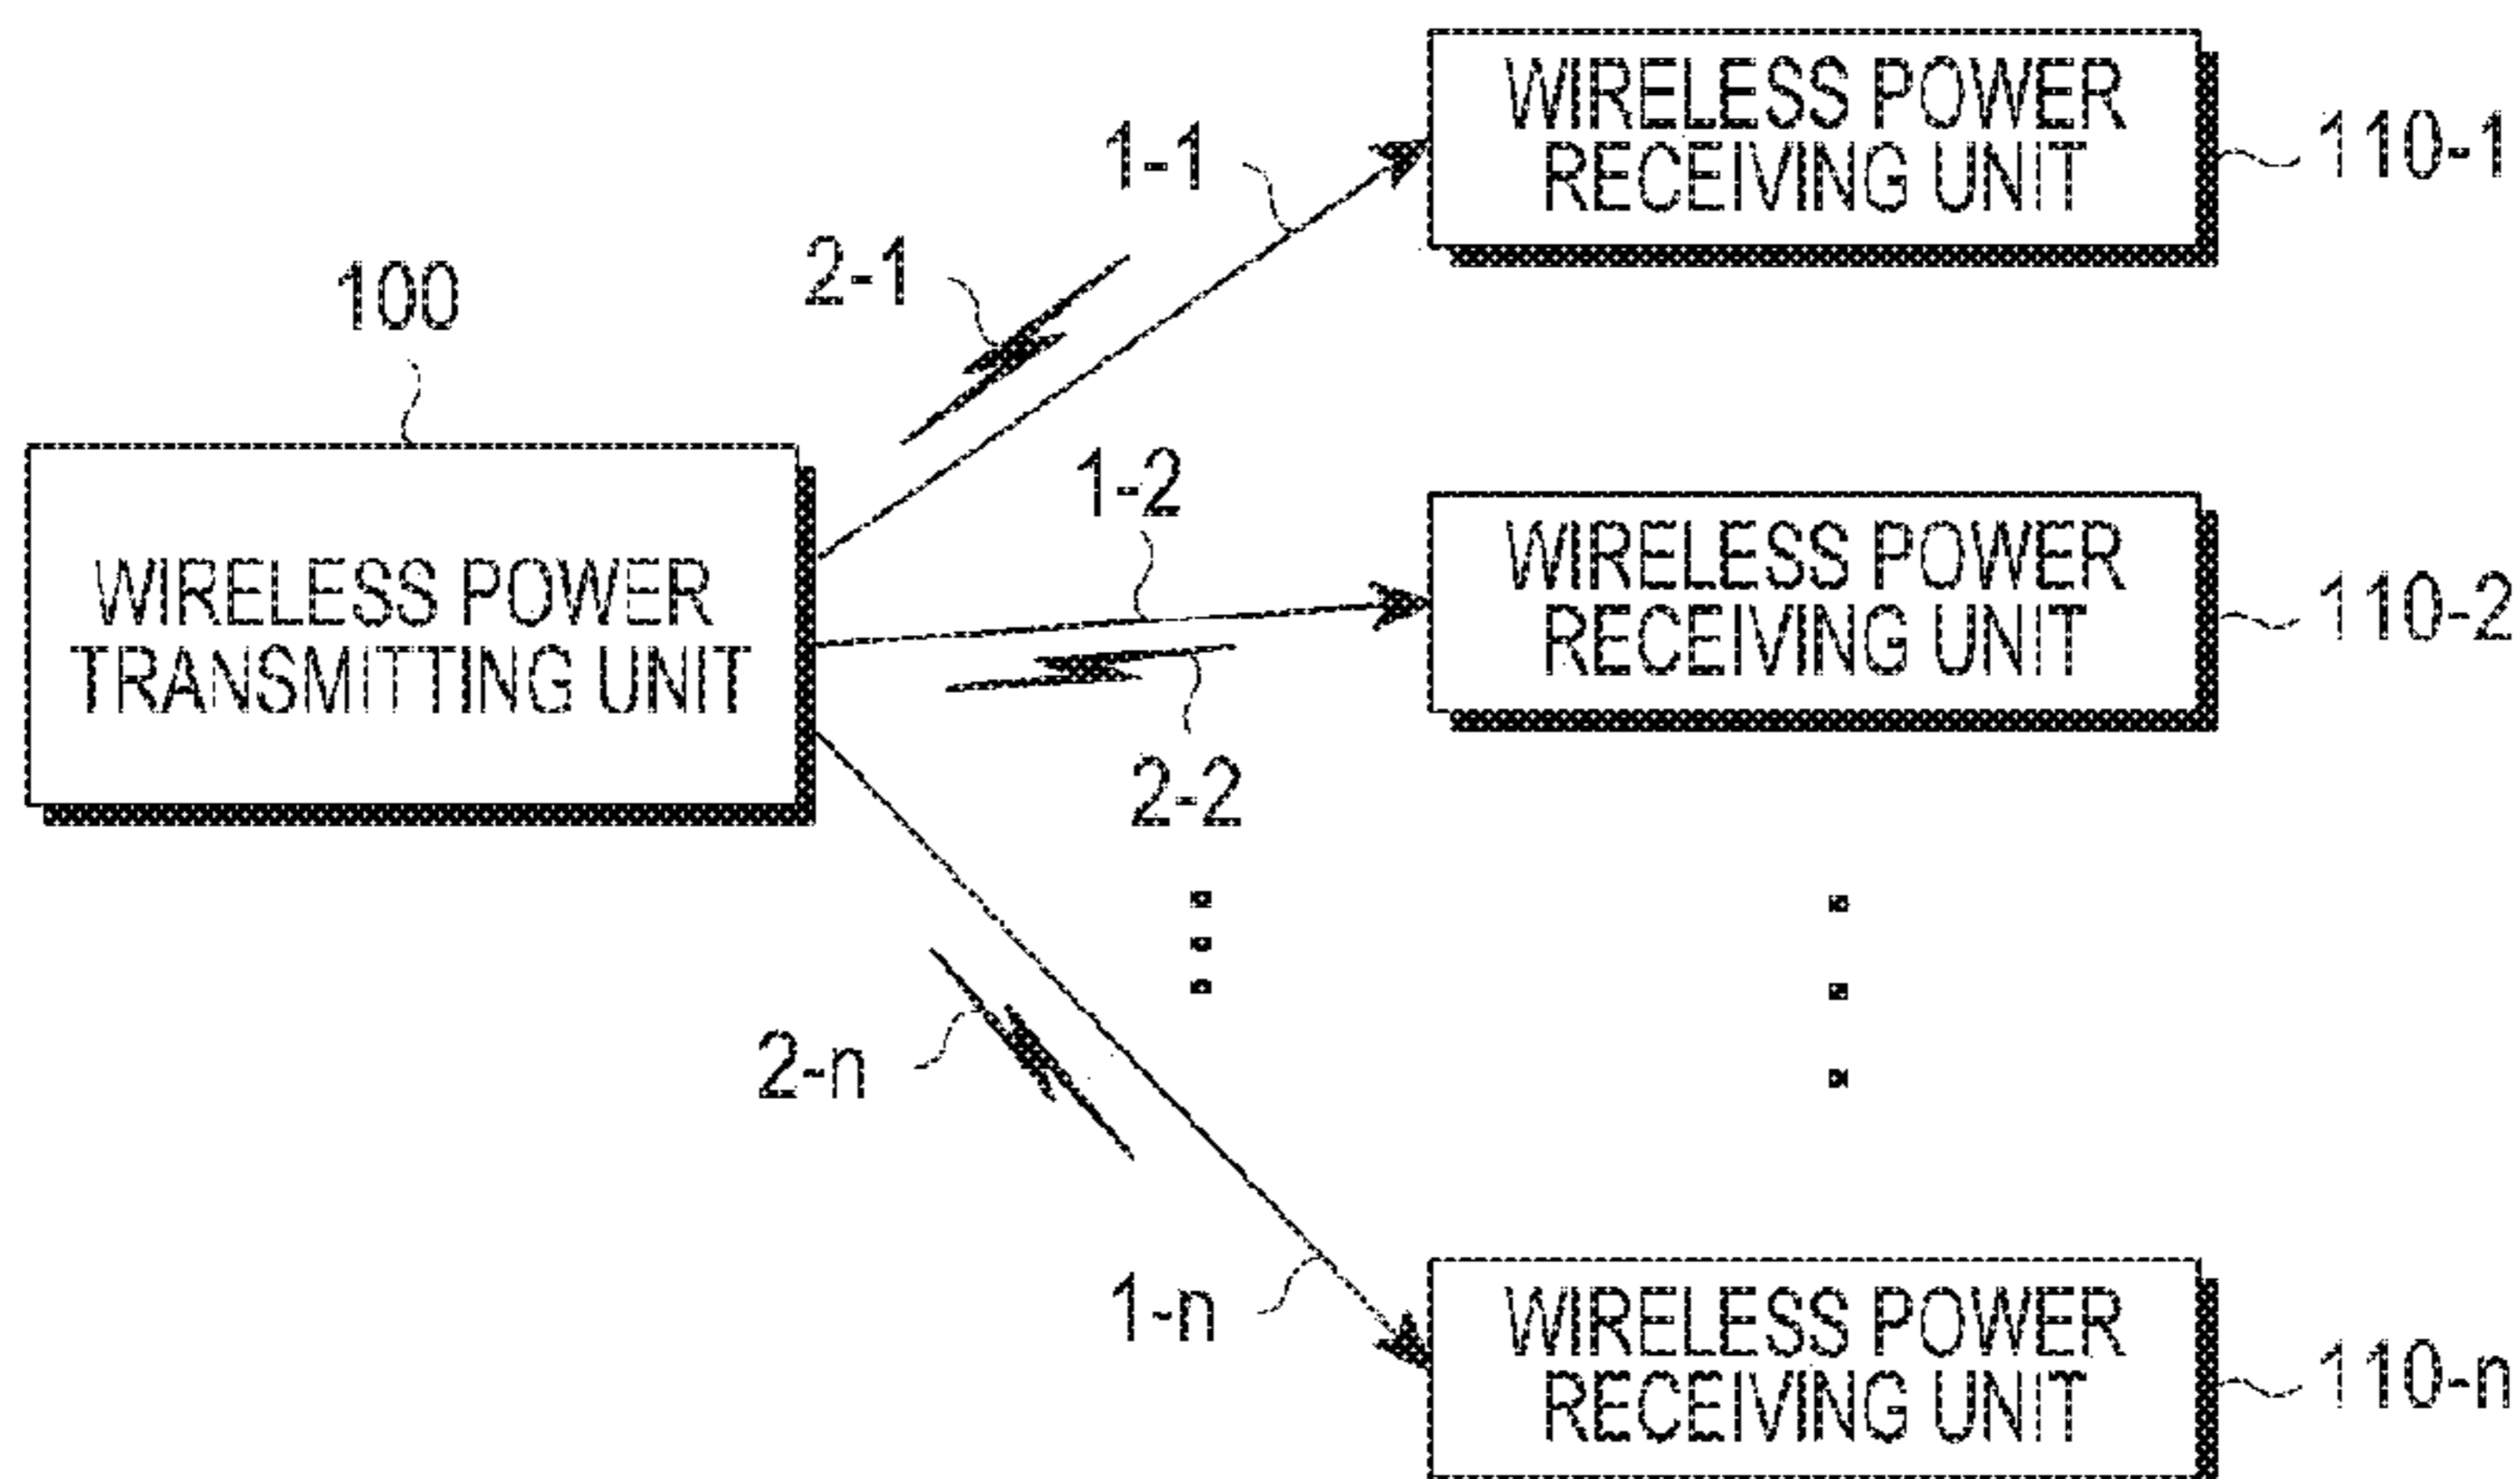 WIRELESS POWER
RECEIVING UNIT
110-1
1-1
2-1
100
1-2
WIRELESS POWER
TRANSMITTING UNIT
WIRELESS POWER
RECEIVING UNIT
110-2
2-2
2-n
1-n
WIRELESS POWER
RECEIVING UNIT
110-n